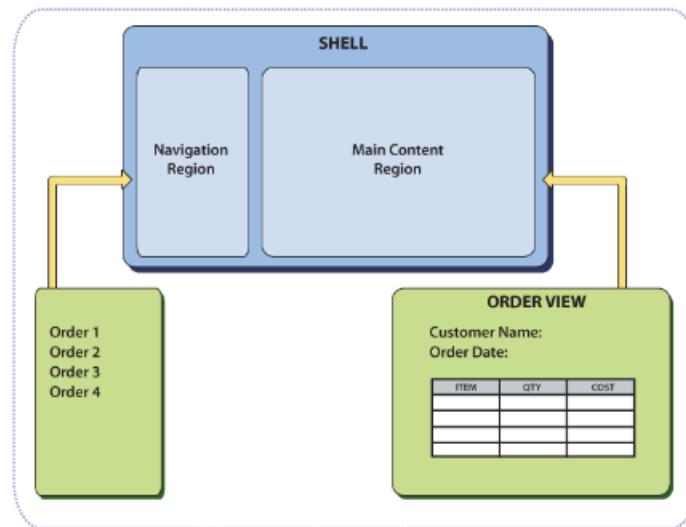 SHELL
Navigation
Region
Main Content
Region
Order 1
Order 2
Order 3
Order 4
ORDER VIEW
Customer Name:
Order Date:
ITEM QTY COST